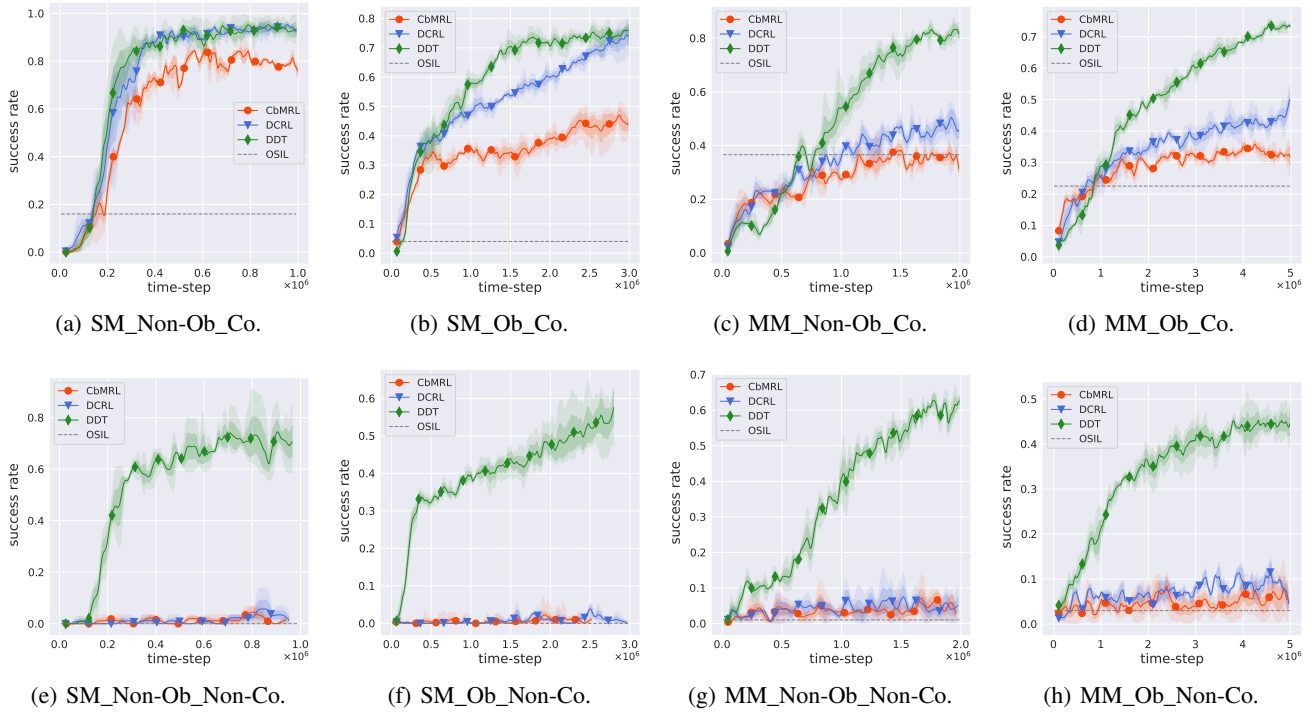 CbMRL
DCRL
DDT
OSIL
success rate
1.0
0.8
0.6
0.4
0.2
0.0
0.0 0.2 0.4 0.6 0.8 1.0
time-step
×10⁶
(a) SM_Non-Ob_Co.
CbMRL
DCRL
DDT
OSIL
success rate
0.8
0.7
0.6
0.5
0.4
0.3
0.2
0.1
0.0
0.0 0.5 1.0 1.5 2.0 2.5 3.0
time-step
×10⁶
(b) SM_Ob_Co.
CbMRL
DCRL
DDT
OSIL
success rate
0.8
0.6
0.4
0.2
0.0
0.0 0.5 1.0 1.5 2.0
time-step
×10⁶
(c) MM_Non-Ob_Co.
CbMRL
DCRL
DDT
OSIL
success rate
0.7
0.6
0.5
0.4
0.3
0.2
0.1
0.0
0 1 2 3 4 5
time-step
×10⁶
(d) MM_Ob_Co.
CbMRL
DCRL
DDT
OSIL
success rate
0.8
0.6
0.4
0.2
0.0
0.0 0.2 0.4 0.6 0.8 1.0
time-step
×10⁶
(e) SM_Non-Ob_Non-Co.
CbMRL
DCRL
DDT
OSIL
success rate
0.6
0.5
0.4
0.3
0.2
0.1
0.0
0.0 0.5 1.0 1.5 2.0 2.5 3.0
time-step
×10⁶
(f) SM_Ob_Non-Co.
CbMRL
DCRL
DDT
OSIL
success rate
0.7
0.6
0.5
0.4
0.3
0.2
0.1
0.0
0.0 0.5 1.0 1.5 2.0
time-step
×10⁶
(g) MM_Non-Ob_Non-Co.
CbMRL
DCRL
DDT
OSIL
success rate
0.5
0.4
0.3
0.2
0.1
0.0
0 1 2 3 4 5
time-step
×10⁶
(h) MM_Ob_Non-Co.